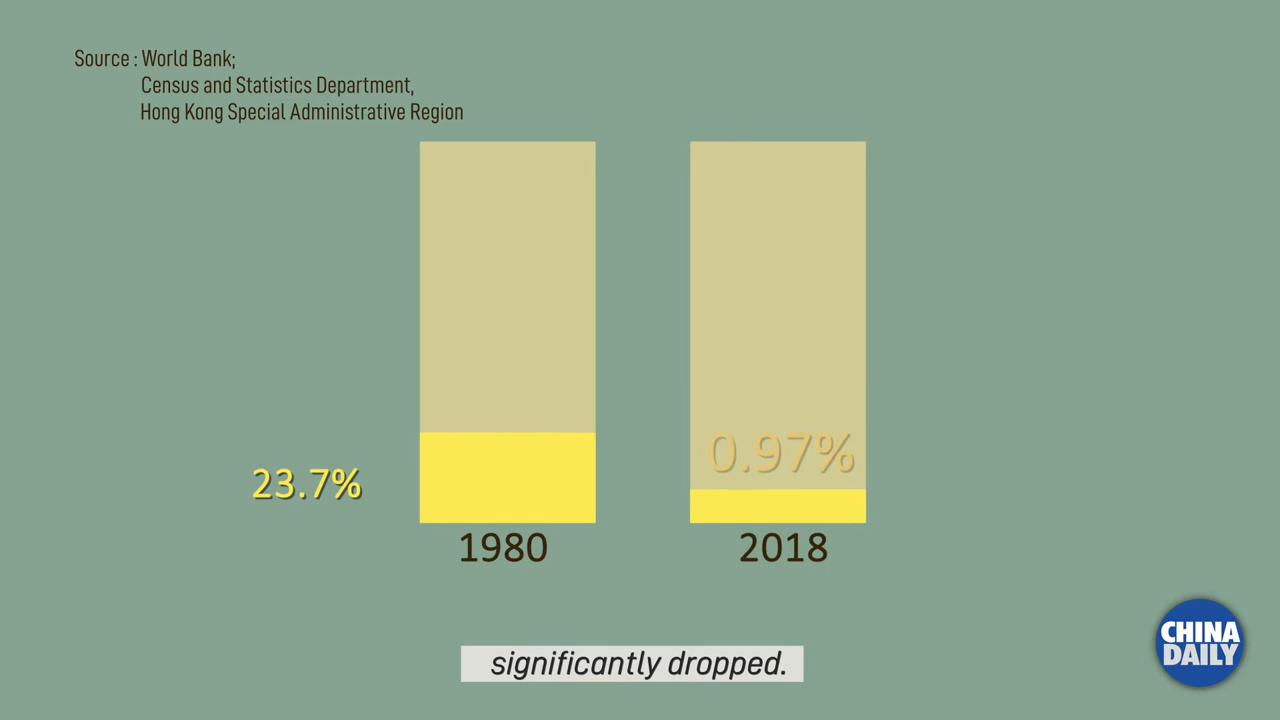 Source : World Bank;
Census and Statistics Department,
Hong Kong Special Administrative Region
0.97%
23.7%
1980
2018
significantly dropped.
CHINA
DAILY